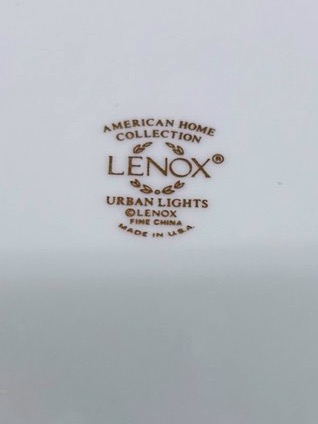 AMERICAN HOME
COLLECTION
LENOX®
URBAN LIGHTS
©LENOX
FINE CHINA
MADE IN U.S.A.